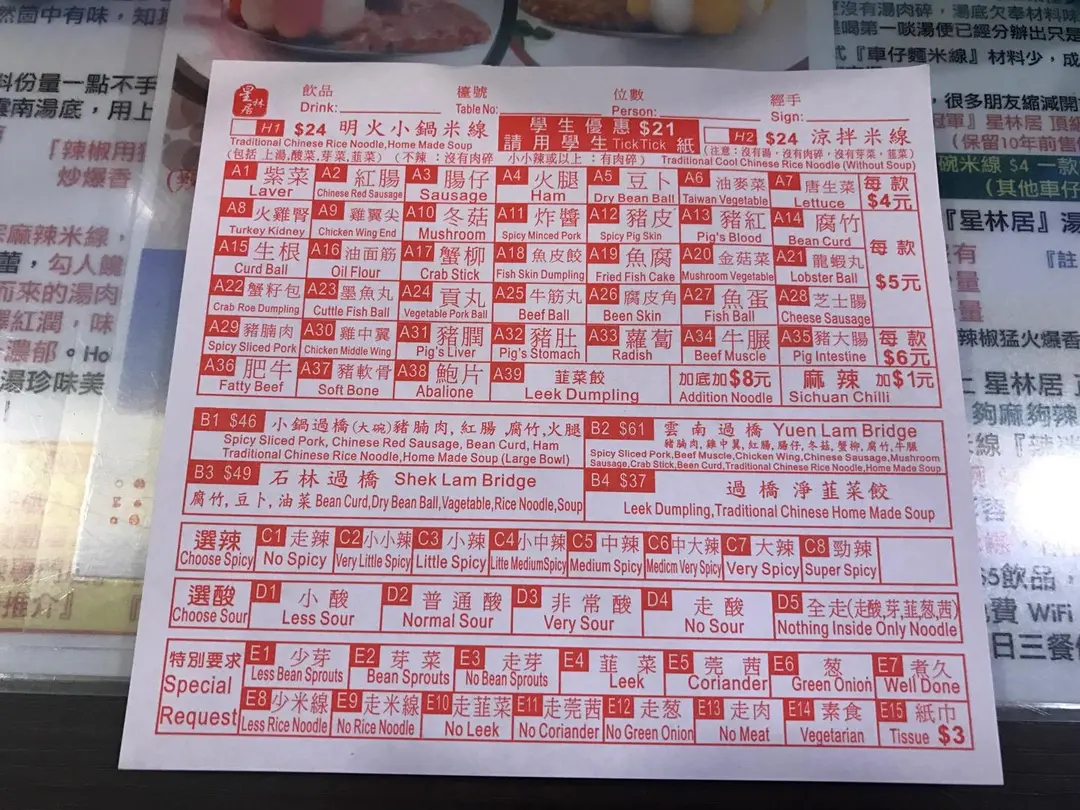 星林居
飲品 檯號 位數 經手
Drink: Table No: Person: Sign:
H1 $24 明火小鍋米線 學生優惠 $21 H2 $24 涼拌米線
Traditional Chinese Rice Noodle,Home Made Soup 請用學生 TickTick 紙 (注意:沒有湯,沒有肉碎,沒有芽菜,韮菜)
(包括 上湯,酸菜,芽菜,韮菜) (不辣:沒有肉碎 小小辣或以上:有肉碎) Traditional Cool Chinese Rice Noodle (Without Soup)
A1 紫菜 A2 紅腸 A3 腸仔 A4 火腿 A5 豆卜 A6 油麥菜 A7 唐生菜 每款
Laver Chinese Red Sausage Sausage Ham Dry Bean Ball Taiwan Vegetable Lettuce $4元
A8 火雞腎 A9 雞翼尖 A10 冬菇 A11 炸醬 A12 豬皮 A13 豬紅 A14 腐竹
Turkey Kidney Chicken Wing End Mushroom Spicy Minced Pork Spicy Pig Skin Pig's Blood Bean Curd
A15 生根 A16 油面筋 A17 蟹柳 A18 魚皮餃 A19 魚腐 A20 金菇菜 A21 龍蝦丸 每款
Curd Ball Oil Flour Crab Stick Fish Skin Dumpling Fried Fish Cake Mushroom Vegetable Lobster Ball $5元
A22 蟹籽包 A23 墨魚丸 A24 貢丸 A25 牛筋丸 A26 腐皮角 A27 魚蛋 A28 芝士腸
Crab Roe Dumpling Cuttle Fish Ball Vegetable Pork Ball Beef Ball Been Skin Fish Ball Cheese Sausage
A29 豬腩肉 A30 雞中翼 A31 豬膶 A32 豬肚 A33 蘿蔔 A34 牛𦟌 A35 豬大腸 每款
Spicy Sliced Pork Chicken Middle Wing Pig's Liver Pig's Stomach Radish Beef Muscle Pig Intestine $6元
A36 肥牛 A37 豬軟骨 A38 鮑片 A39 韮菜餃 加底加$8元 麻辣 加$1元
Fatty Beef Soft Bone Abalione Leek Dumpling Addition Noodle Sichuan Chilli
B1 $46 小鍋過橋(大碗)豬腩肉,紅腸,腐竹,火腿
Spicy Sliced Pork, Chinese Red Sausage, Bean Curd, Ham
Traditional Chinese Rice Noodle,Home Made Soup (Large Bowl)
B2 $61 雲南過橋 Yuen Lam Bridge
豬腩肉,雞中翼,紅腸,腸仔,冬菇,蟹柳,腐竹,牛𦟌
Spicy Sliced Pork,Beef Muscle,Chicken Wing,Chinese Sausage,Mushroom
Sausage,Crab Stick,Bean Curd,Traditional Chinese Rice Noodle,Home Made Soup
B3 $49 石林過橋 Shek Lam Bridge
腐竹,豆卜,油菜 Bean Curd,Dry Bean Ball,Vagetable,Rice Noodle,Soup
B4 $37 過橋淨韮菜餃
Leek Dumpling,Traditional Chinese Home Made Soup
選辣 C1 走辣 C2 小小辣 C3 小辣 C4 小中辣 C5 中辣 C6 中大辣 C7 大辣 C8 勁辣
Choose Spicy No Spicy Very Little Spicy Little Spicy Litte MediumSpicy Medium Spicy Medicm Very Spicy Very Spicy Super Spicy
選酸 D1 小酸 D2 普通酸 D3 非常酸 D4 走酸 D5 全走(走酸,芽,韮,葱,茜)
Choose Sour Less Sour Normal Sour Very Sour No Sour Nothing Inside Only Noodle
特別要求 E1 少芽 E2 芽菜 E3 走芽 E4 韮菜 E5 莞茜 E6 葱 E7 煮久
Special Less Bean Sprouts Bean Sprouts No Bean Sprouts Leek Coriander Green Onion Well Done
Request E8 少米線 E9 走米線 E10 走韮菜 E11 走莞茜 E12 走葱 E13 走肉 E14 素食 E15 紙巾
Less Rice Noodle No Rice Noodle No Leek No Coriander No Green Onion No Meat Vegetarian Tissue $3